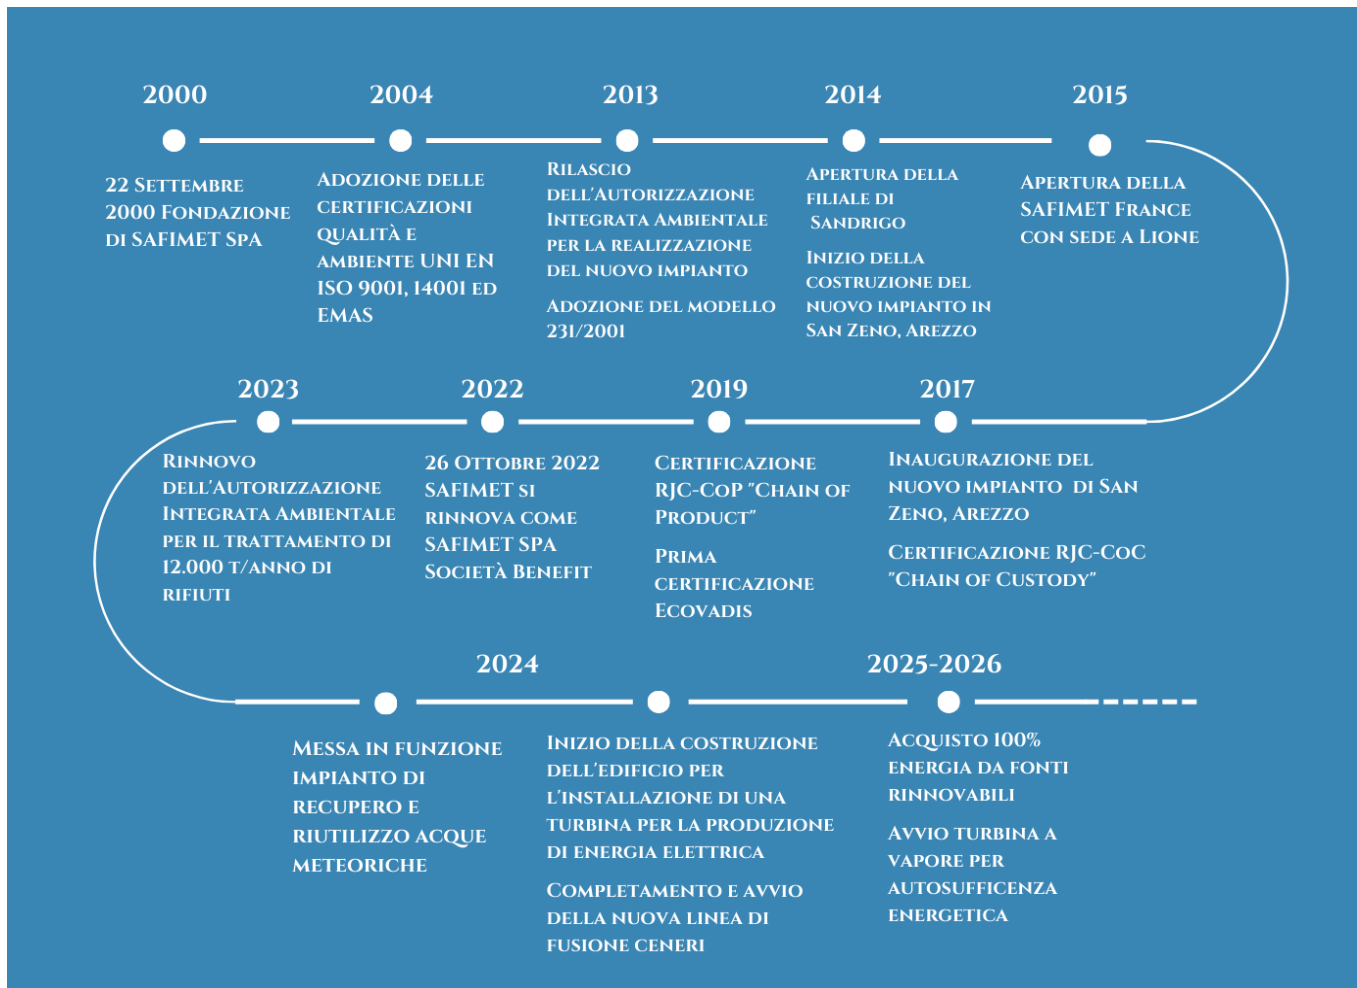 2000
22 Settembre
2000 Fondazione
di SAFIMET SpA
2004
Adozione delle
certificazioni
qualità e
ambiente UNI EN
ISO 9001, 14001 ed
EMAS
2013
Rilascio
dell'Autorizzazione
Integrata Ambientale
per la realizzazione
del nuovo impianto
Adozione del modello
231/2001
2014
Apertura della
filiale di
Sandrigo
Inizio della
costruzione del
nuovo impianto in
San Zeno, Arezzo
2015
Apertura della
SAFIMET France
con sede a Lione
2017
Inaugurazione del
nuovo impianto di San
Zeno, Arezzo
Certificazione RJC-CoC
"Chain of Custody"
2019
Certificazione
RJC-CoP "Chain of
Product"
Prima
certificazione
Ecovadis
2022
26 Ottobre 2022
SAFIMET si
rinnova come
SAFIMET SPA
Società Benefit
2023
Rinnovo
dell'Autorizzazione
Integrata Ambientale
per il trattamento di
12.000 t/anno di
rifiuti
2024
Messa in funzione
impianto di
recupero e
riutilizzo acque
meteoriche
Inizio della costruzione
dell'edificio per
l'installazione di una
turbina per la produzione
di energia elettrica
Completamento e avvio
della nuova linea di
fusione ceneri
2025-2026
Acquisto 100%
energia da fonti
rinnovabili
Avvio turbina a
vapore per
autosufficenza
energetica